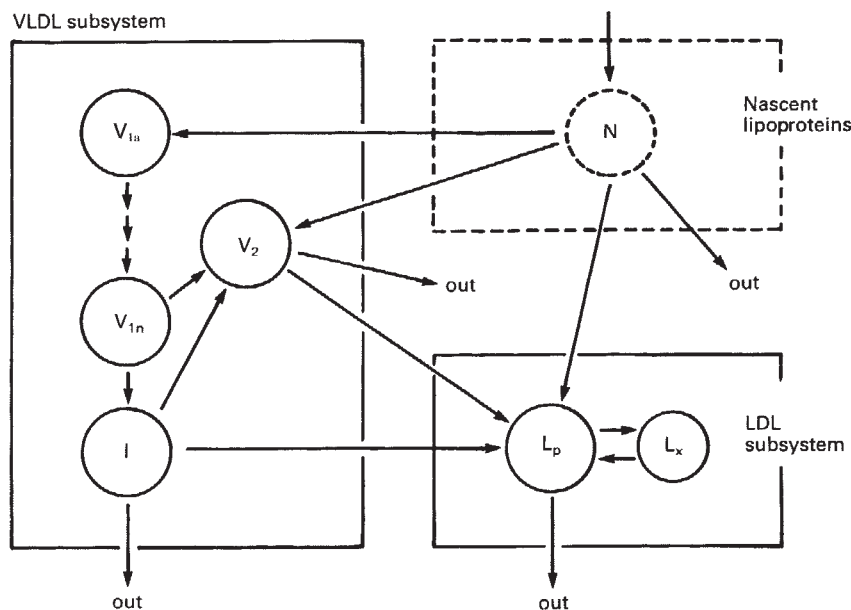 VLDL subsystem
V₁ₐ
N
Nascent
lipoproteins
V₂
out
out
V₁ₙ
I
Lₚ
Lₓ
LDL
subsystem
out
out